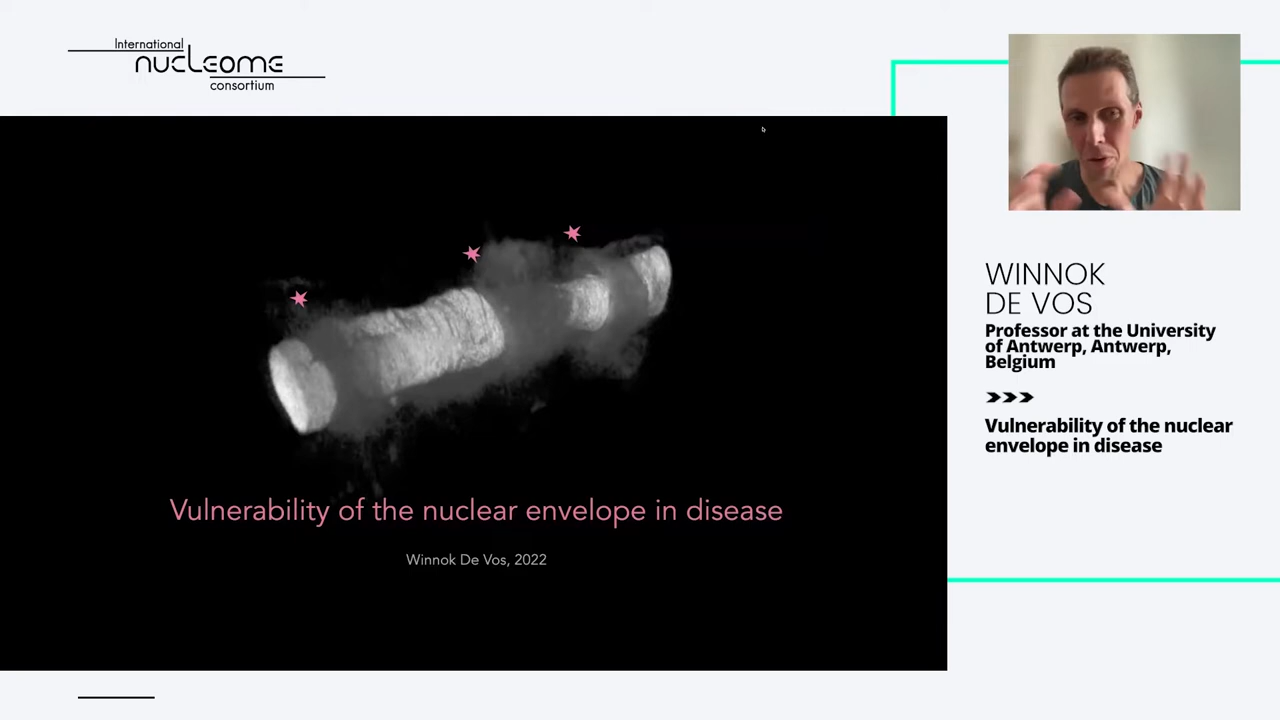 International
nucleome
consortium
WINNOK
DE VOS
Professor at the University
of Antwerp, Antwerp,
Belgium
Vulnerability of the nuclear
envelope in disease
Vulnerability of the nuclear envelope in disease
Winnok De Vos, 2022